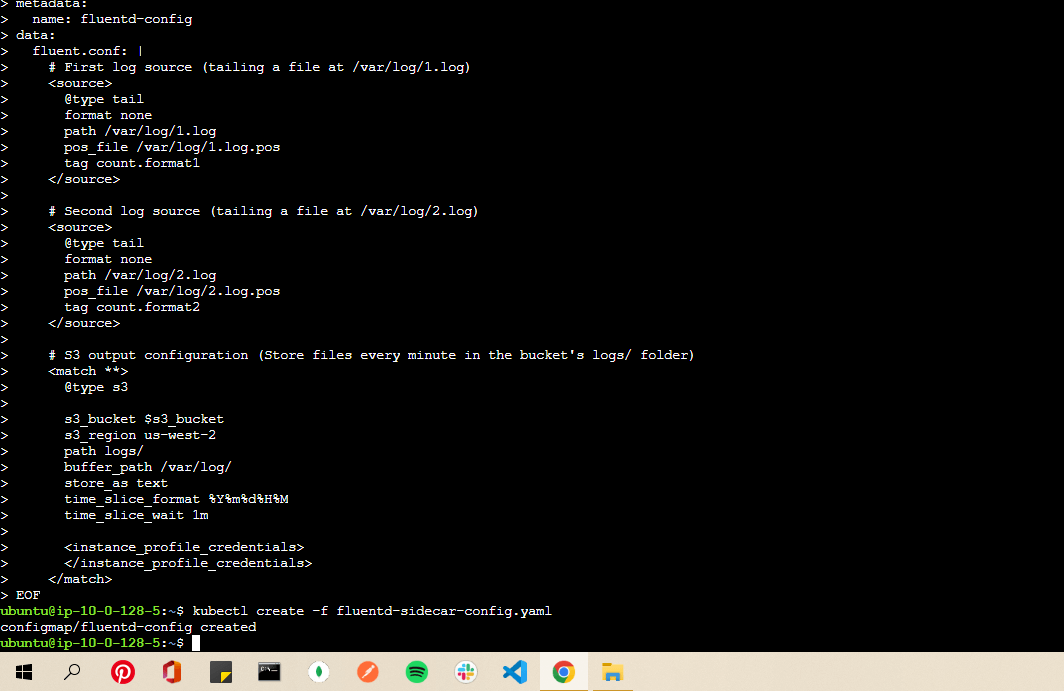 > metadata:
>   name: fluentd-config
> data:
>   fluent.conf: |
>     # First log source (tailing a file at /var/log/1.log)
>     <source>
>       @type tail
>       format none
>       path /var/log/1.log
>       pos_file /var/log/1.log.pos
>       tag count.format1
>     </source>
>
>     # Second log source (tailing a file at /var/log/2.log)
>     <source>
>       @type tail
>       format none
>       path /var/log/2.log
>       pos_file /var/log/2.log.pos
>       tag count.format2
>     </source>
>
>     # S3 output configuration (Store files every minute in the bucket's logs/ folder)
>     <match **>
>       @type s3
>
>       s3_bucket $s3_bucket
>       s3_region us-west-2
>       path logs/
>       buffer_path /var/log/
>       store_as text
>       time_slice_format %Y%m%d%H%M
>       time_slice_wait 1m
>
>       <instance_profile_credentials>
>       </instance_profile_credentials>
>     </match>
> EOF
ubuntu@ip-10-0-128-5:~$ kubectl create -f fluentd-sidecar-config.yaml
configmap/fluentd-config created
ubuntu@ip-10-0-128-5:~$